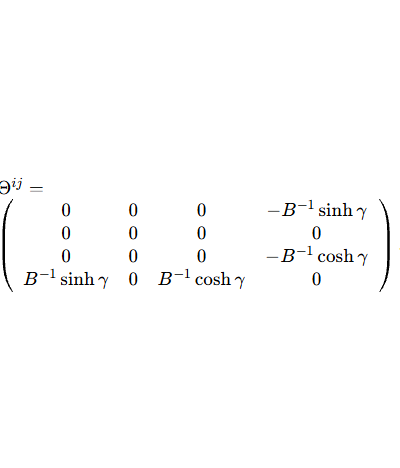 Θ^{ij} =
0 0 0 −B^{−1} sinh γ
0 0 0 0
0 0 0 −B^{−1} cosh γ
B^{−1} sinh γ 0 B^{−1} cosh γ 0